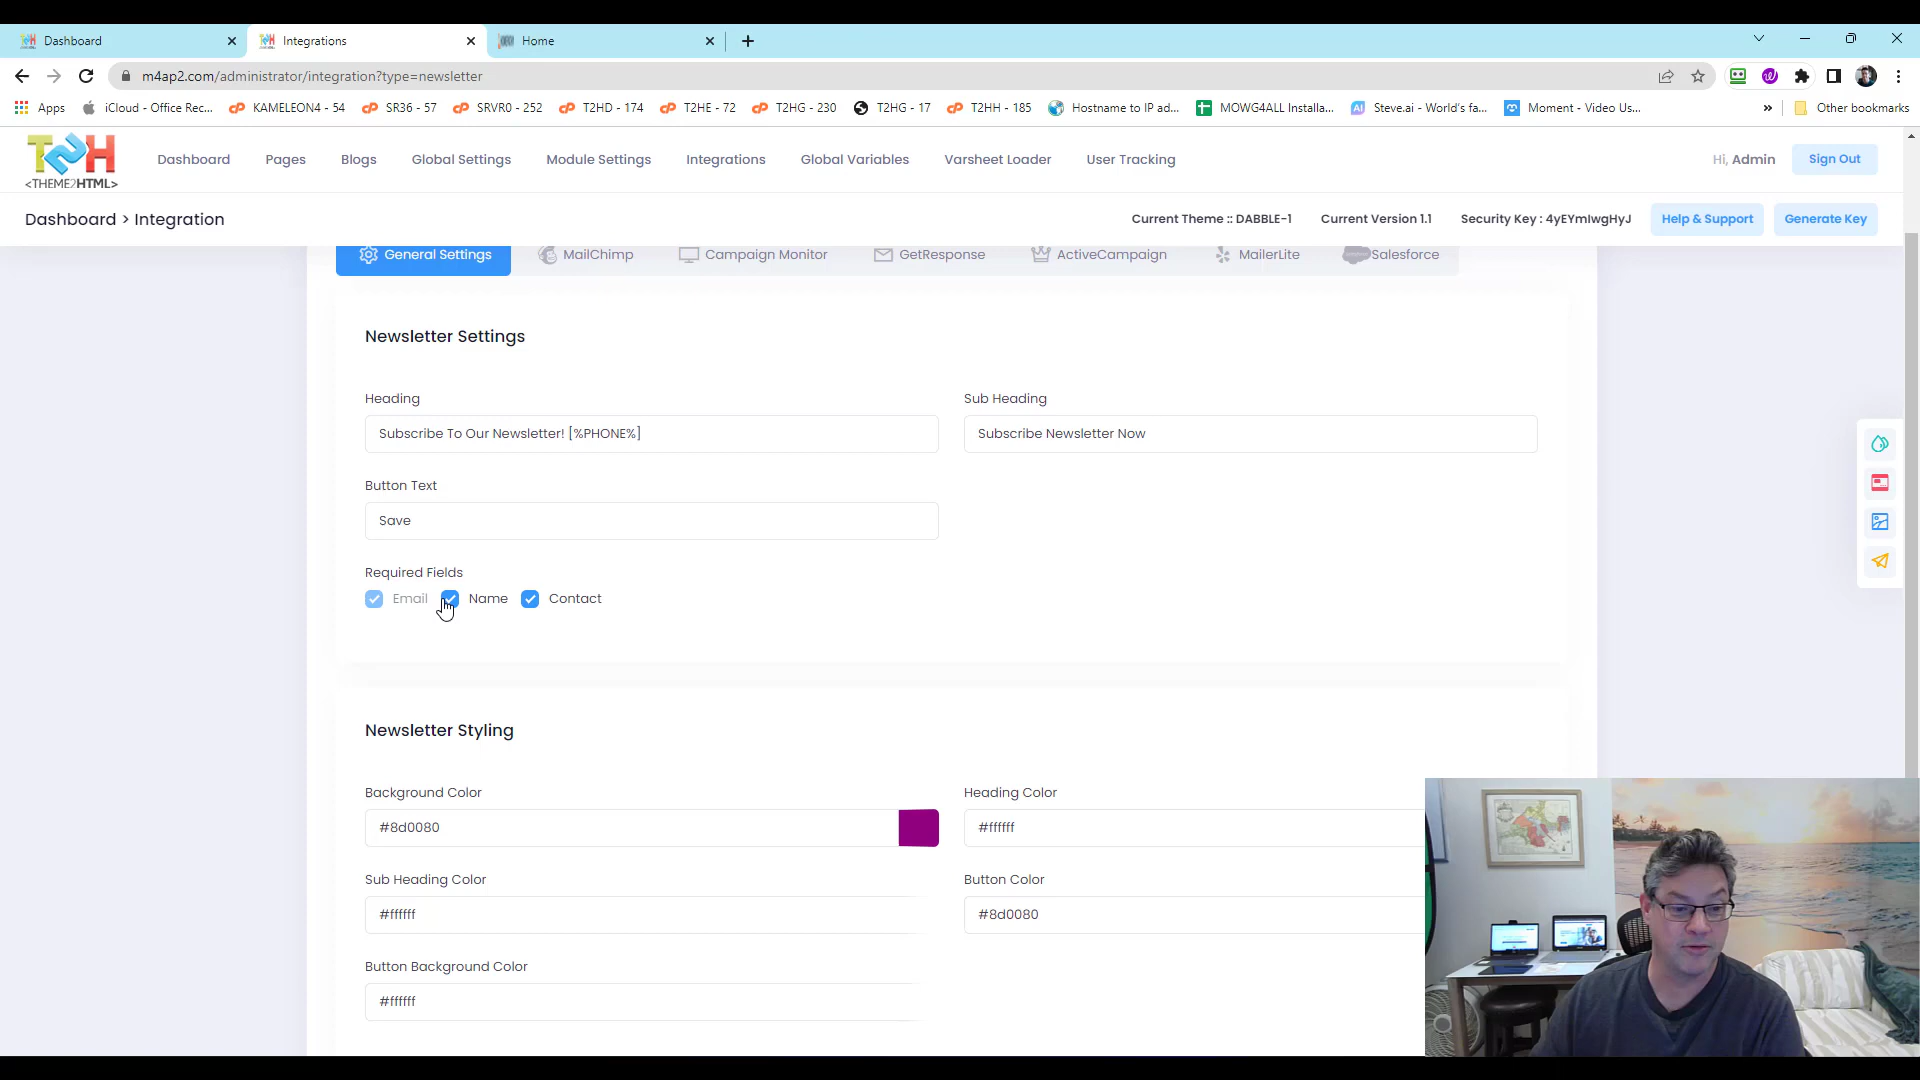 Dashboard
Integrations
Home
m4ap2.com/administrator/integration?type=newsletter
Apps
iCloud - Office Rec...
KAMELEON4 - 54
SR36 - 57
SRVR0 - 252
T2HD - 174
T2HE - 72
T2HG - 230
T2HG - 17
T2HH - 185
Hostname to IP ad...
MOWG4ALL Installa...
Steve.ai - World's fa...
Moment - Video Us...
»
Other bookmarks
T2H
<THEME2HTML>
Dashboard
Pages
Blogs
Global Settings
Module Settings
Integrations
Global Variables
Varsheet Loader
User Tracking
Hi, Admin
Sign Out
Dashboard > Integration
Current Theme :: DABBLE-1
Current Version 1.1
Security Key : 4yEYmIwgHyJ
Help & Support
Generate Key
General Settings
MailChimp
Campaign Monitor
GetResponse
ActiveCampaign
MailerLite
Salesforce
Newsletter Settings
Heading
Sub Heading
Subscribe To Our Newsletter! [%PHONE%]
Subscribe Newsletter Now
Button Text
Save
Required Fields
Email
Name
Contact
Newsletter Styling
Background Color
Heading Color
#8d0080
#ffffff
Sub Heading Color
Button Color
#ffffff
#8d0080
Button Background Color
#ffffff